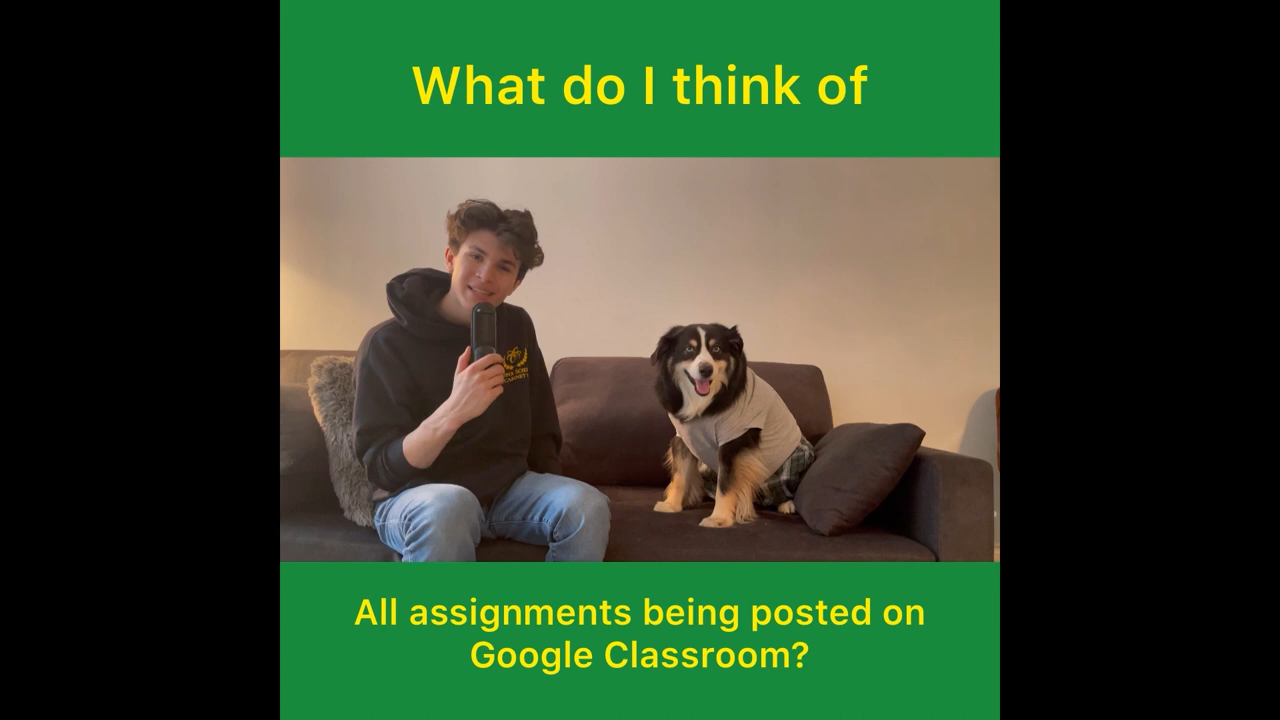 What do I think of
All assignments being posted on
Google Classroom?